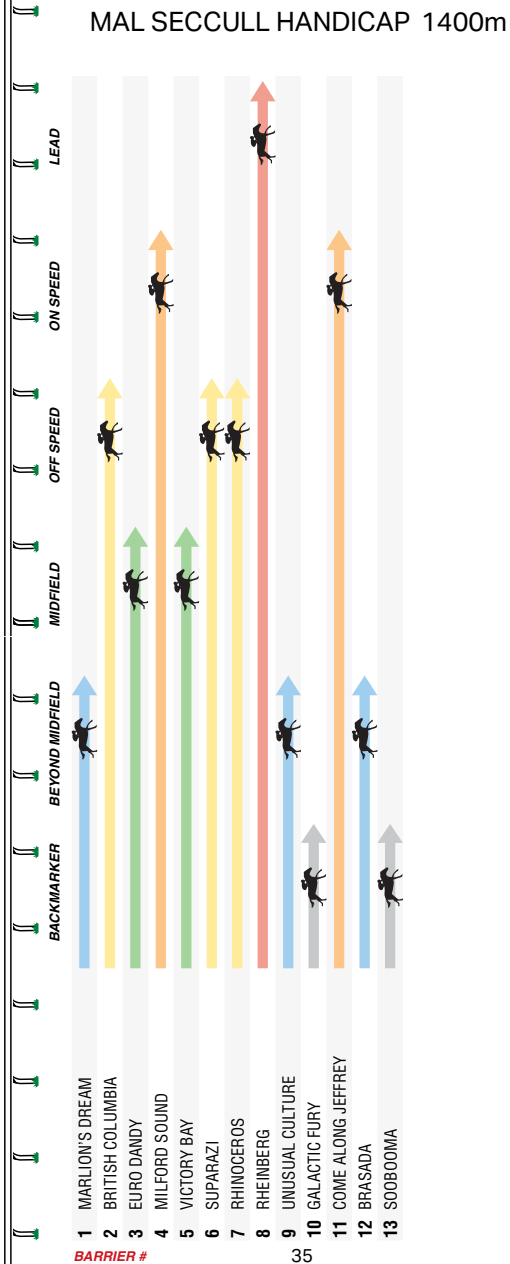 MAL SECCULL HANDICAP 1400m
LEAD
ON SPEED
OFF SPEED
MIDFIELD
BEYOND MIDFIELD
BACKMARKER
1 MARLION'S DREAM
2 BRITISH COLUMBIA
3 EURO DANDY
4 MILFORD SOUND
5 VICTORY BAY
6 SUPARAZI
7 RHINOCEROS
8 RHEINBERG
9 UNUSUAL CULTURE
10 GALACTIC FURY
11 COME ALONG JEFFREY
12 BRASADA
13 SOOBOOMA
BARRIER #
35